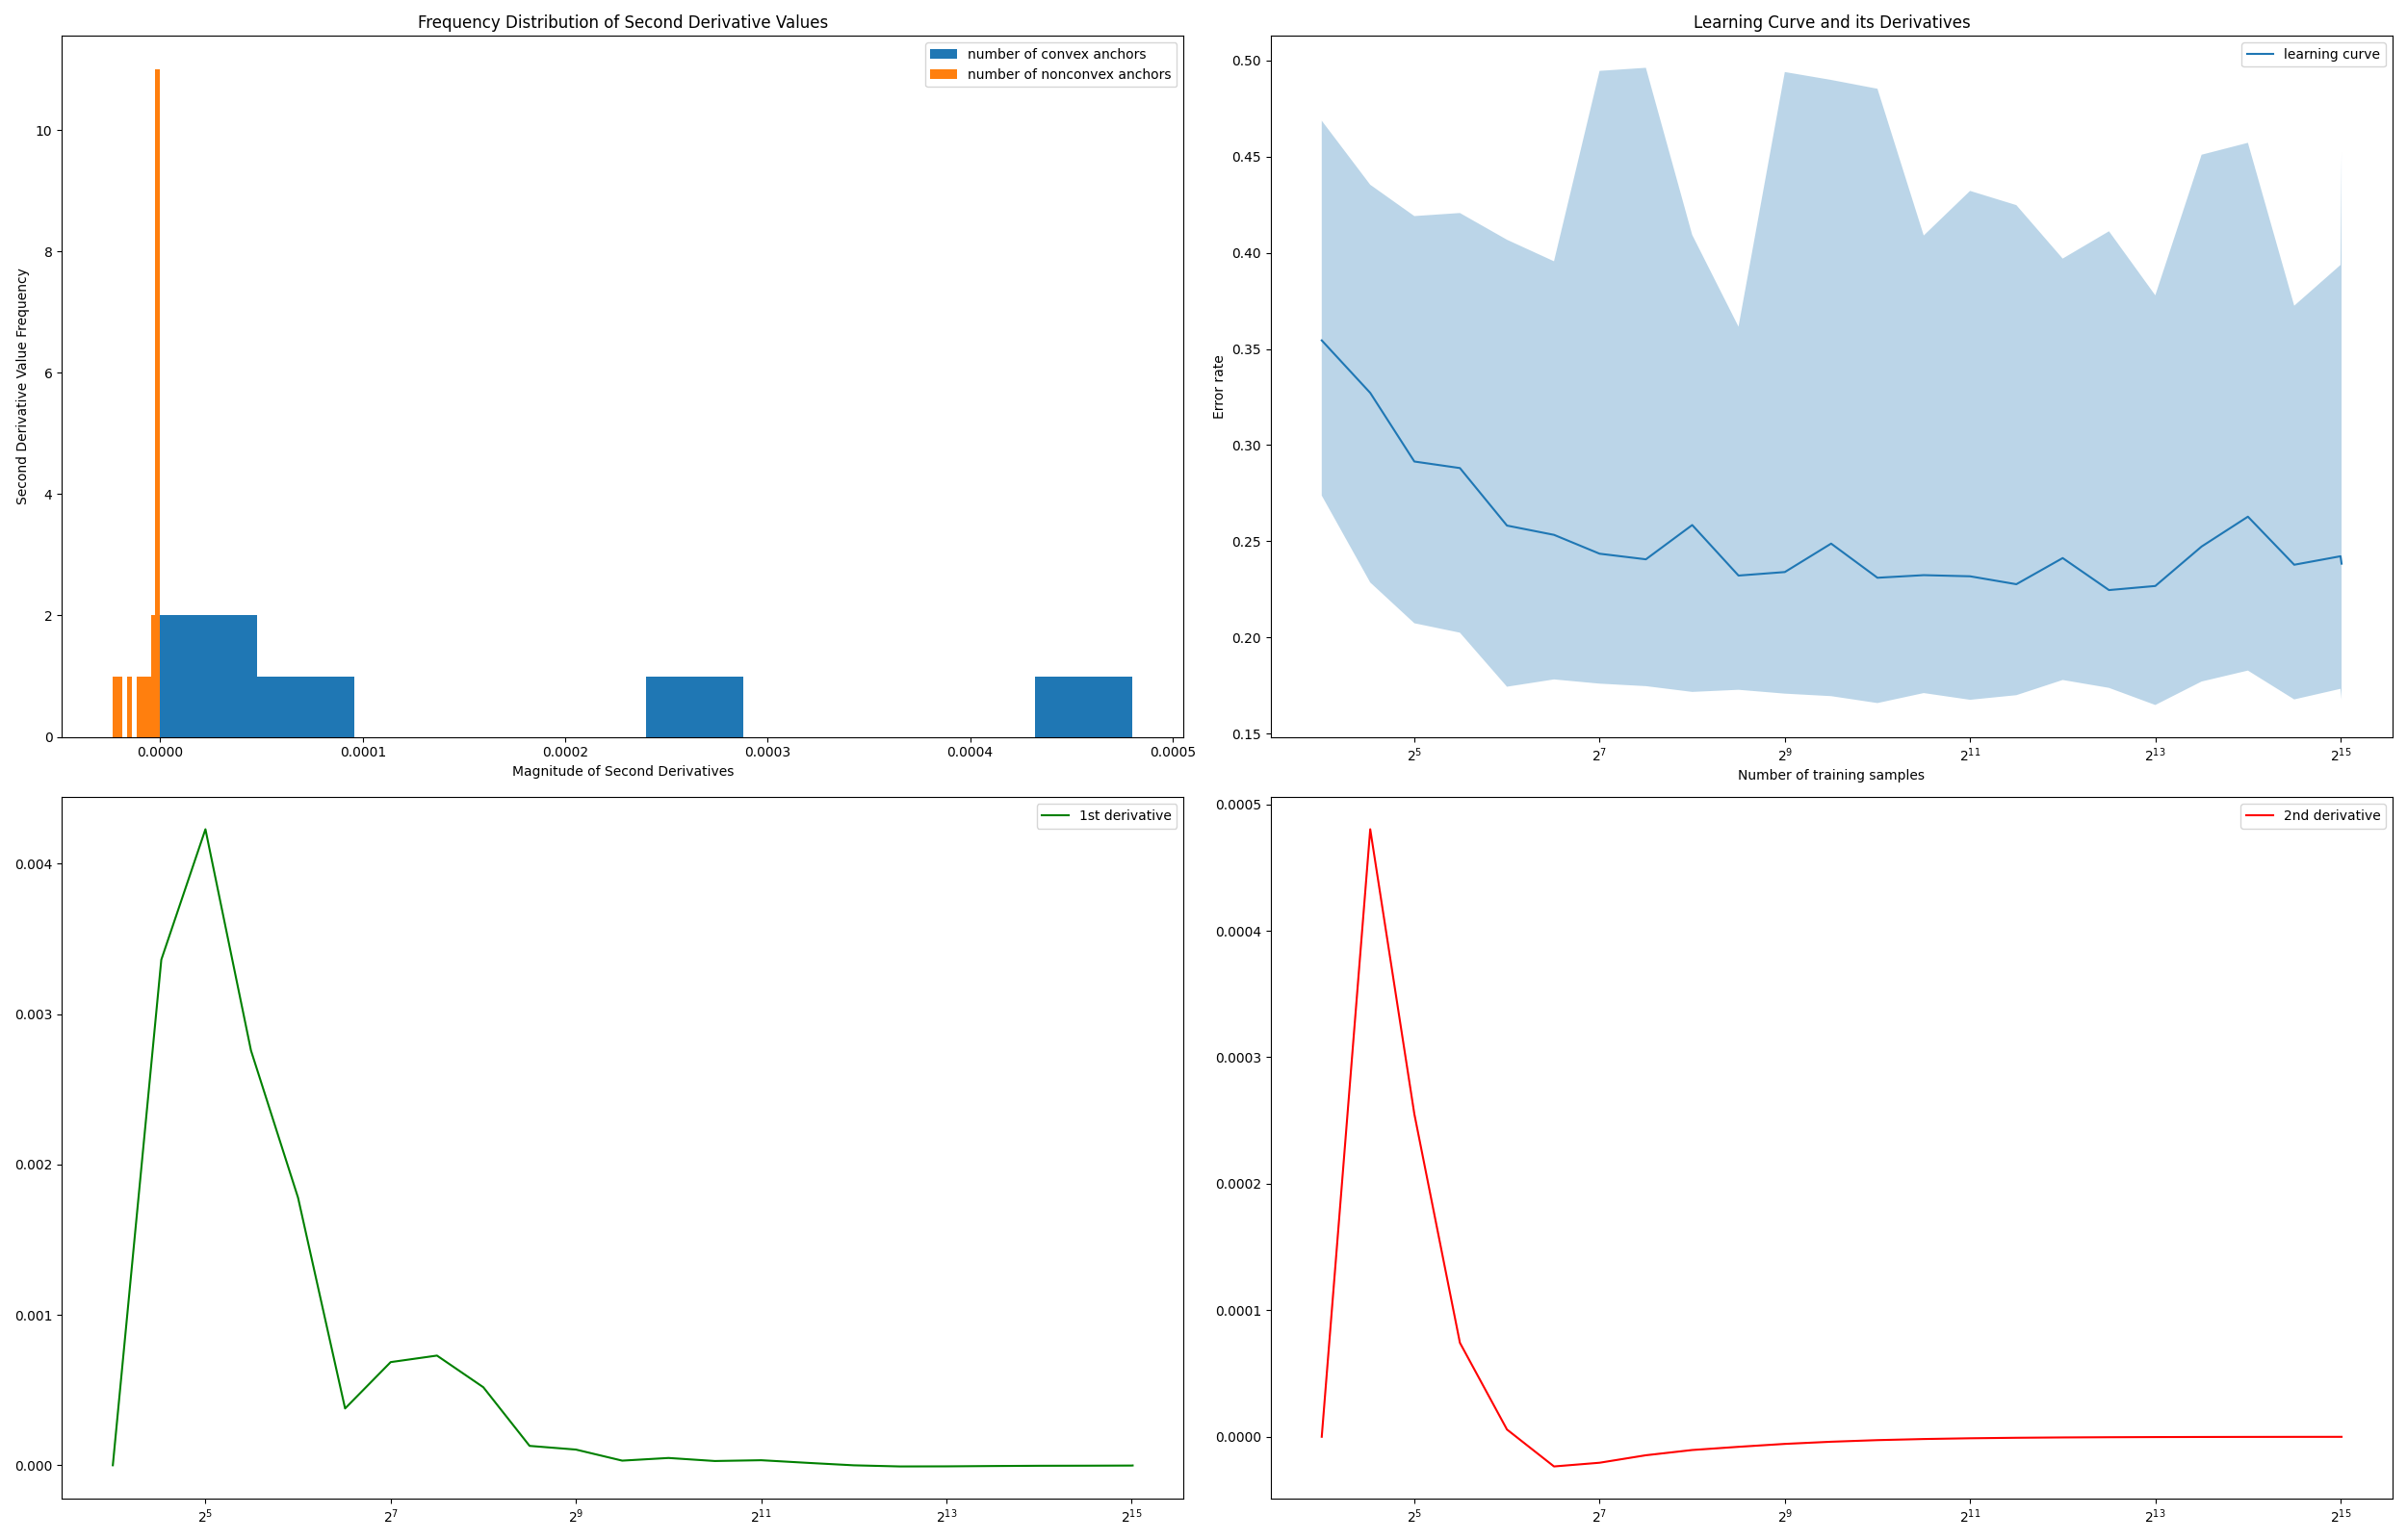 Frequency Distribution of Second Derivative Values
number of convex anchors
number of nonconvex anchors
Second Derivative Value Frequency
10
8
6
4
2
0
0.0000 0.0001 0.0002 0.0003 0.0004 0.0005
Magnitude of Second Derivatives
Learning Curve and its Derivatives
learning curve
Error rate
0.50
0.45
0.40
0.35
0.30
0.25
0.20
0.15
2^5 2^7 2^9 2^11 2^13 2^15
Number of training samples
1st derivative
0.004
0.003
0.002
0.001
0.000
2^5 2^7 2^9 2^11 2^13 2^15
2nd derivative
0.0005
0.0004
0.0003
0.0002
0.0001
0.0000
2^5 2^7 2^9 2^11 2^13 2^15